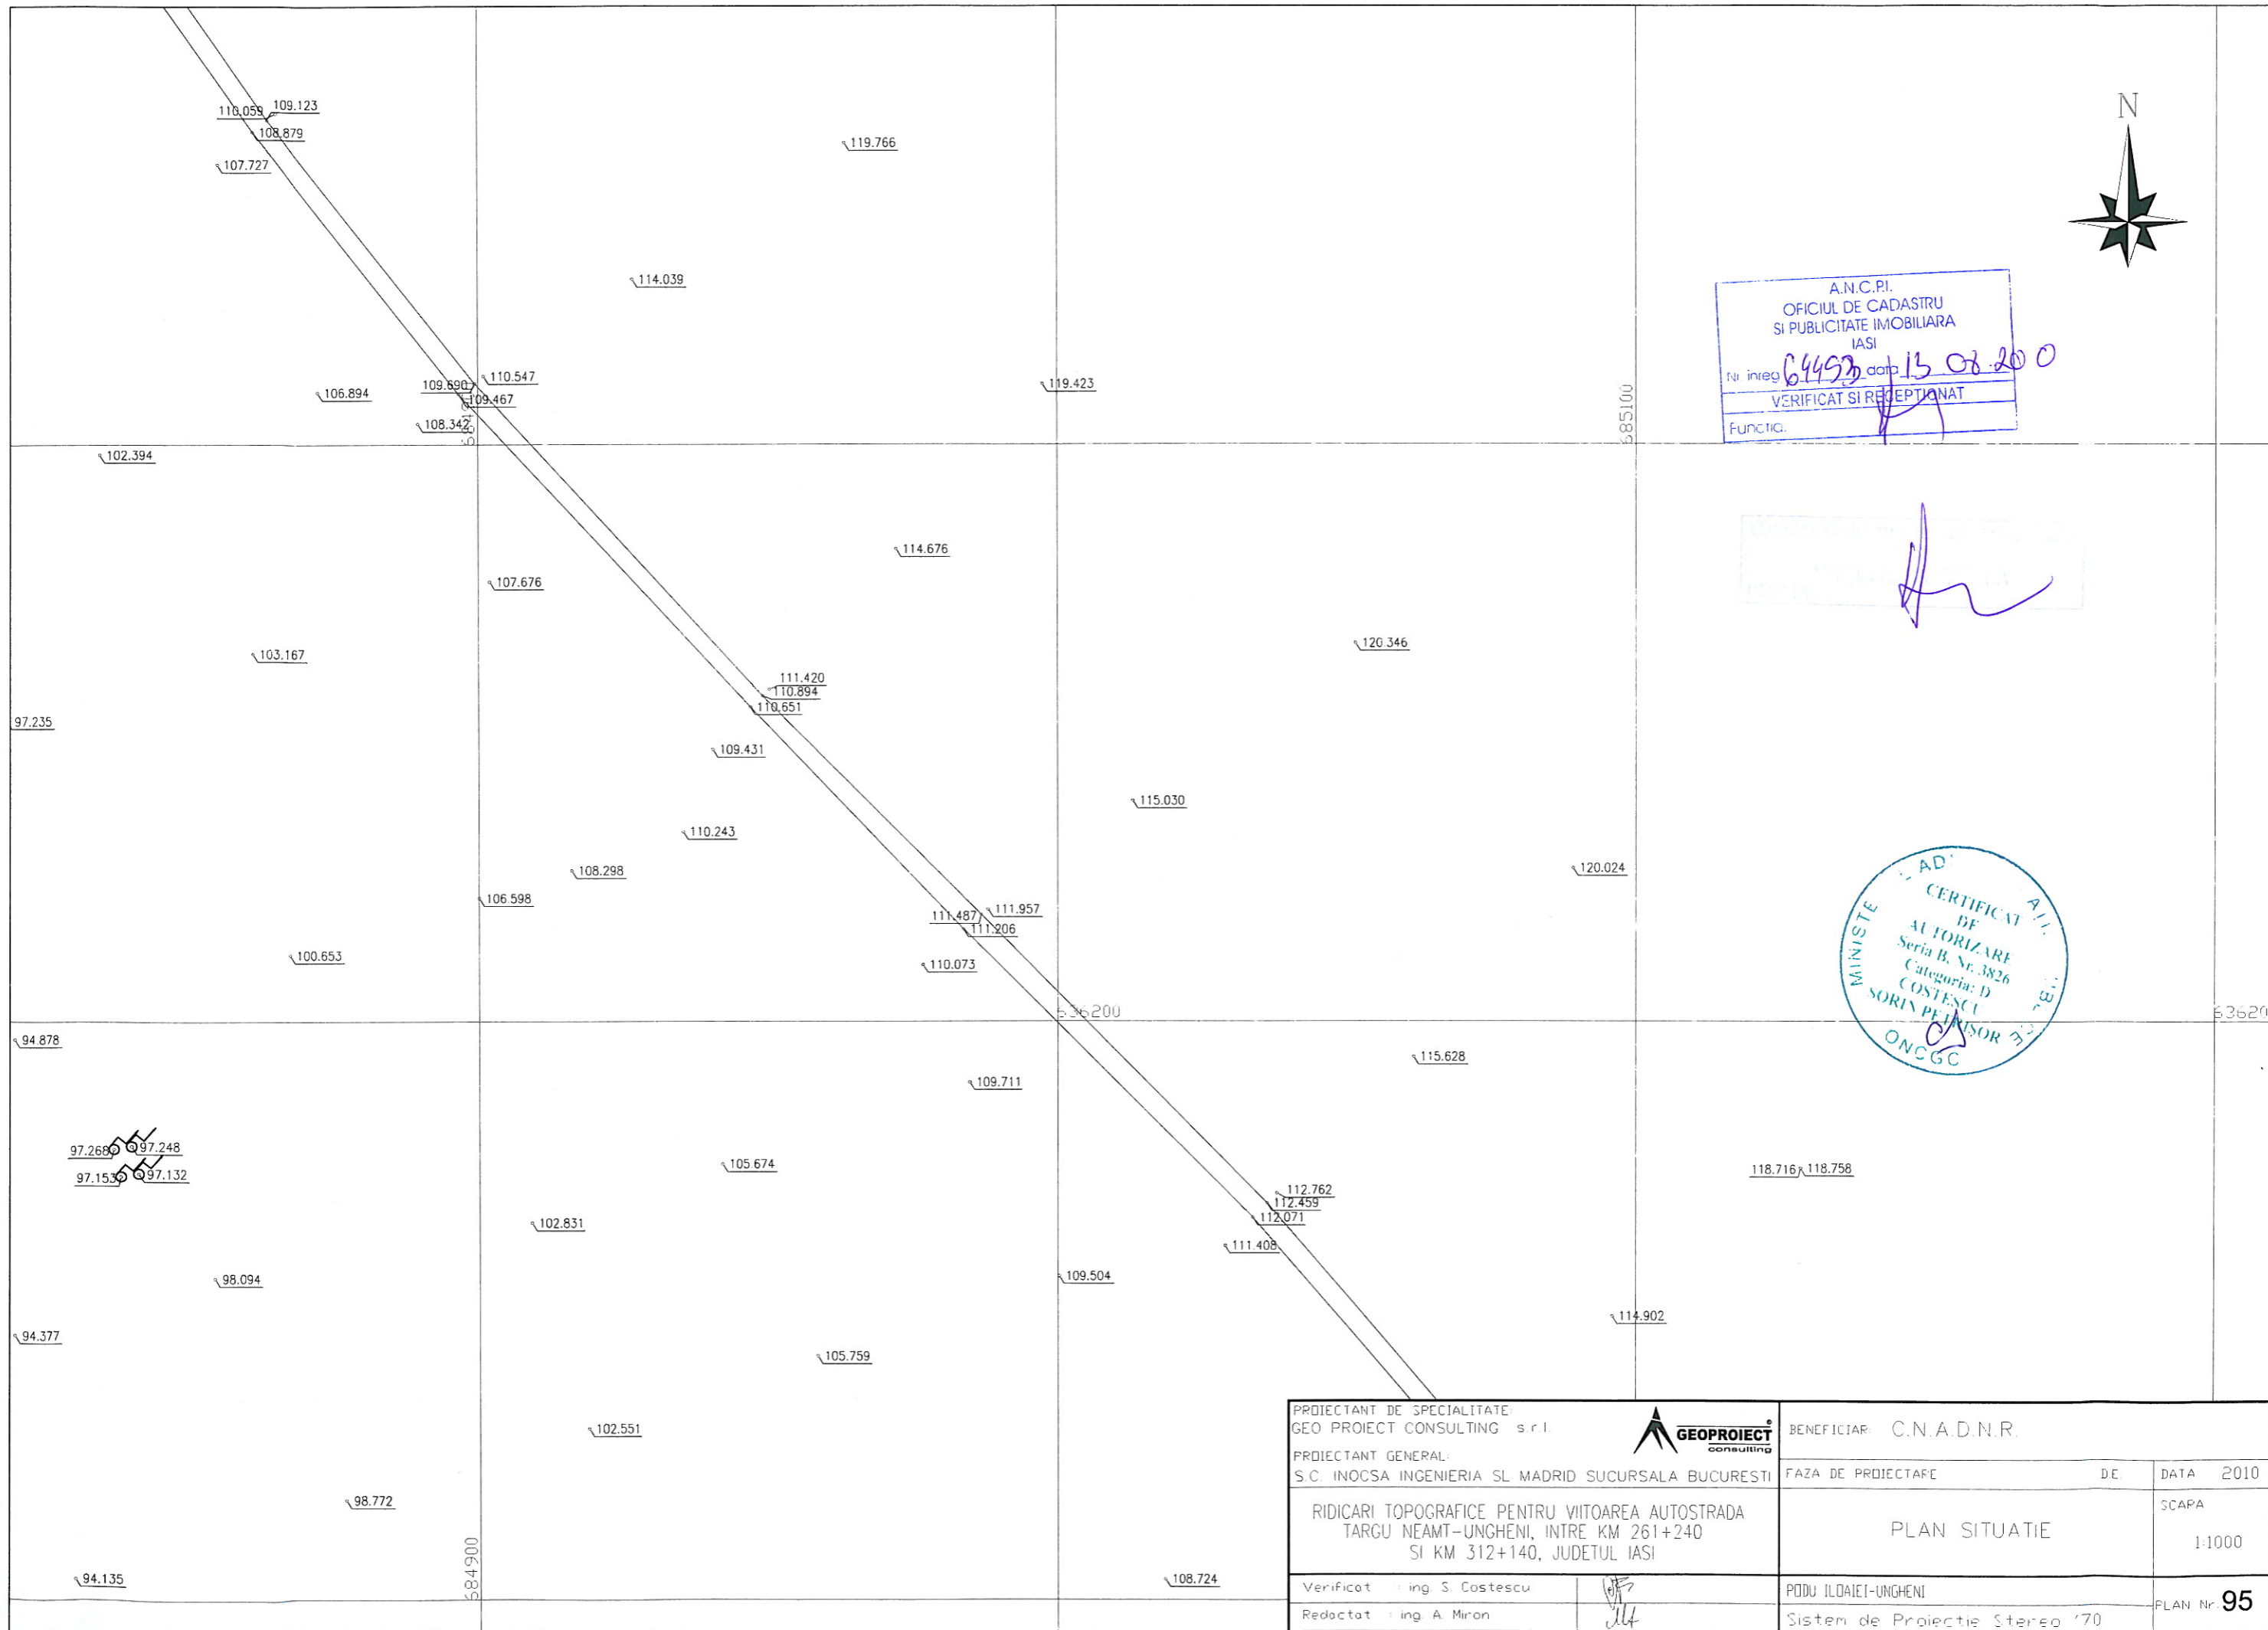 109.123
110.059
108.879
107.727
119.766
N
114.039
A.N.C.P.I.
OFICIUL DE CADASTRU
SI PUBLICITATE IMOBILIARA
IASI
Nr. inreg 64493 data 13 08.20 0
VERIFICAT SI RECEPTIONAT
Functia.
110.547
109.690
109.467
106.894
119.423
108.342
685100
102.394
114.676
107.676
103.167
120.346
111.420
110.894
110.651
97.235
109.431
115.030
110.243
108.298
120.024
106.598
111.957
111.487
111.206
110.073
100.653
MINISTE
CERTIFICAT
DE
AUTORIZARE
Seria B, Nr. 3826
Categoria: D
COSTESCU
SORIN PETRISOR
ONCGC
636200
63620
94.878
115.628
109.711
97.268
97.248
97.153
97.132
105.674
118.716
118.758
112.762
112.459
112.071
111.408
102.831
98.094
109.504
114.902
94.377
105.759
102.551
98.772
684900
94.135
108.724
PROIECTANT DE SPECIALITATE:
GEO PROIECT CONSULTING s.r.l.
GEOPROIECT
consulting
PROIECTANT GENERAL:
S.C. INOCSA INGENIERIA SL MADRID SUCURSALA BUCURESTI
BENEFICIAR: C.N.A.D.N.R.
FAZA DE PROIECTARE D.E.
DATA 2010
RIDICARI TOPOGRAFICE PENTRU VIITOAREA AUTOSTRADA
TARGU NEAMT-UNGHENI, INTRE KM 261+240
SI KM 312+140, JUDETUL IASI
PLAN SITUATIE
SCARA
1:1000
Verificat : ing. S. Costescu
Redactat : ing. A. Miron
PODU ILOAIEI-UNGHENI
Sistem de Proiectie Stereo '70
PLAN Nr. 95